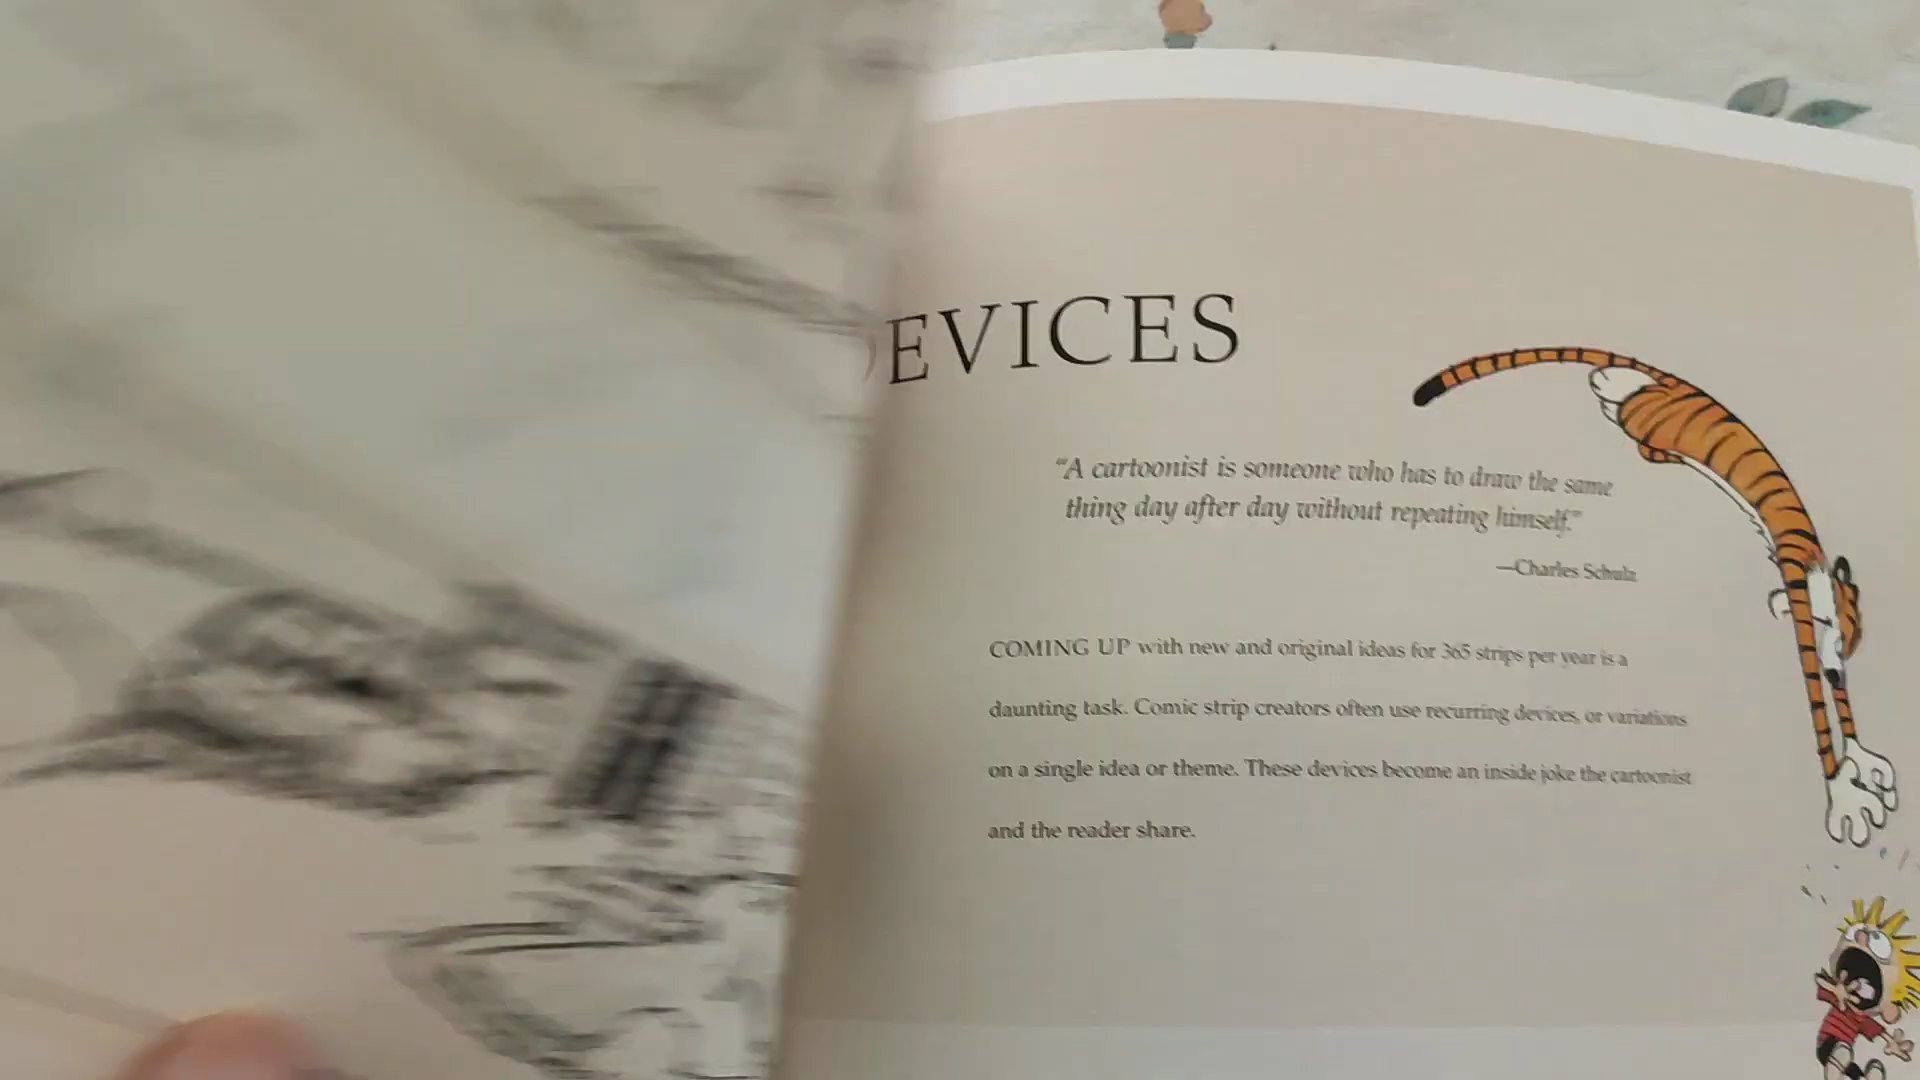 EVICES
“A cartoonist is someone who has to draw the same
thing day after day without repeating himself.”
—Charles Schulz
COMING UP with new and original ideas for 365 strips per year is a
daunting task. Comic strip creators often use recurring devices, or variations
on a single idea or theme. These devices become an inside joke the cartoonist
and the reader share.